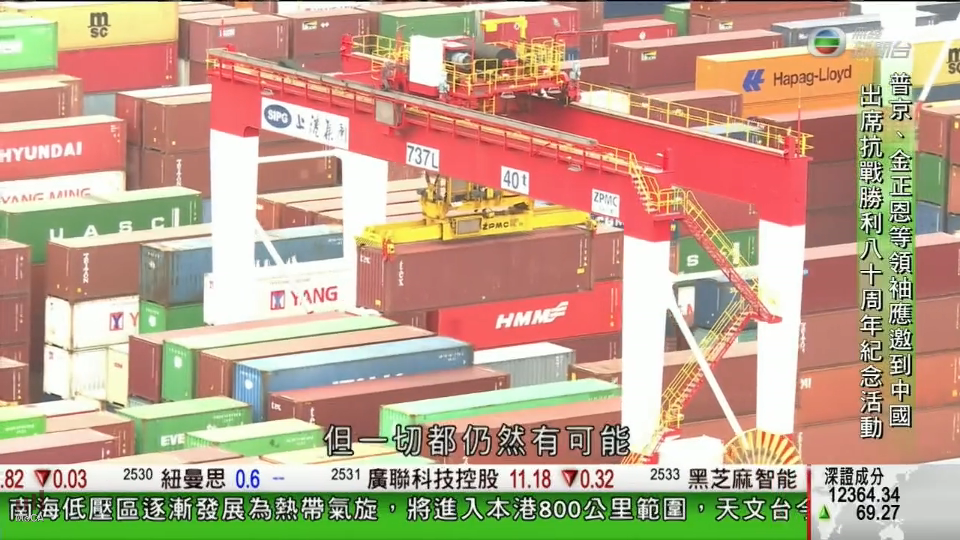 msc
Hapag-Lloyd
SIPG 上港集團
737L
40t
ZPMC
HYUNDAI
YANG MING
UASC
ZPMC
YANG
HMM
EVE
普京、金正恩等領袖應邀到中國
出席抗戰勝利八十周年紀念活動
但一切都仍然有可能
.82 ▼0.03 2530 紐曼思 0.6 -- 2531 廣聯科技控股 11.18 ▼0.32 2533 黑芝麻智能
深證成分
12364.34
▲ 69.27
南海低壓區逐漸發展為熱帶氣旋，將進入本港800公里範圍，天文台今